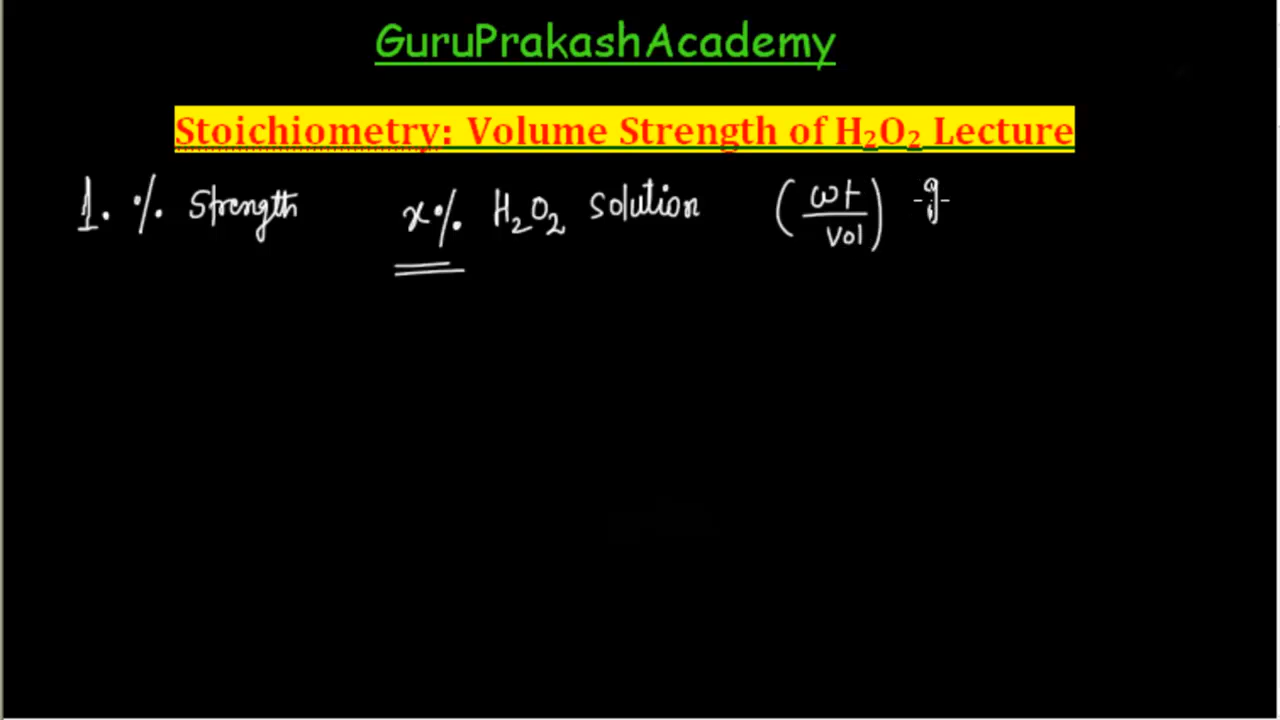 GuruPrakashAcademy
Stoichiometry: Volume Strength of H₂O₂ Lecture
1. % Strength x% H₂O₂ Solution (wt/vol)